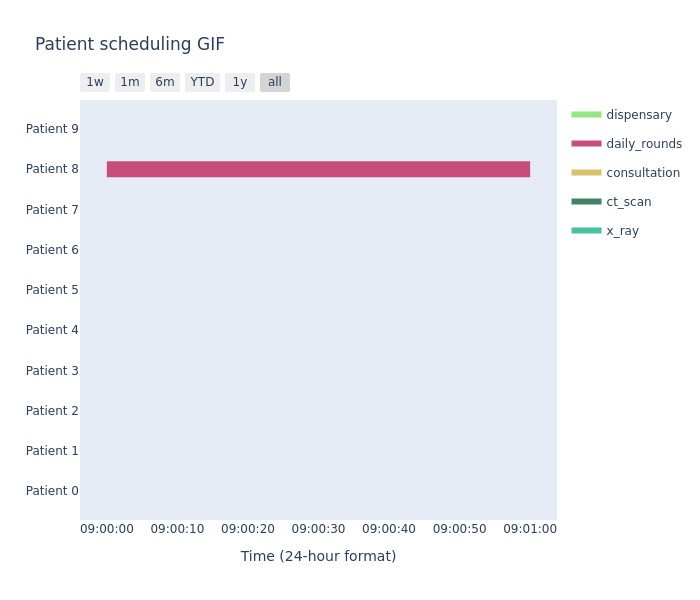 Patient scheduling GIF
1w 1m 6m YTD 1y all
Patient 9
Patient 8
Patient 7
Patient 6
Patient 5
Patient 4
Patient 3
Patient 2
Patient 1
Patient 0
09:00:00 09:00:10 09:00:20 09:00:30 09:00:40 09:00:50 09:01:00
Time (24-hour format)
dispensary
daily_rounds
consultation
ct_scan
x_ray